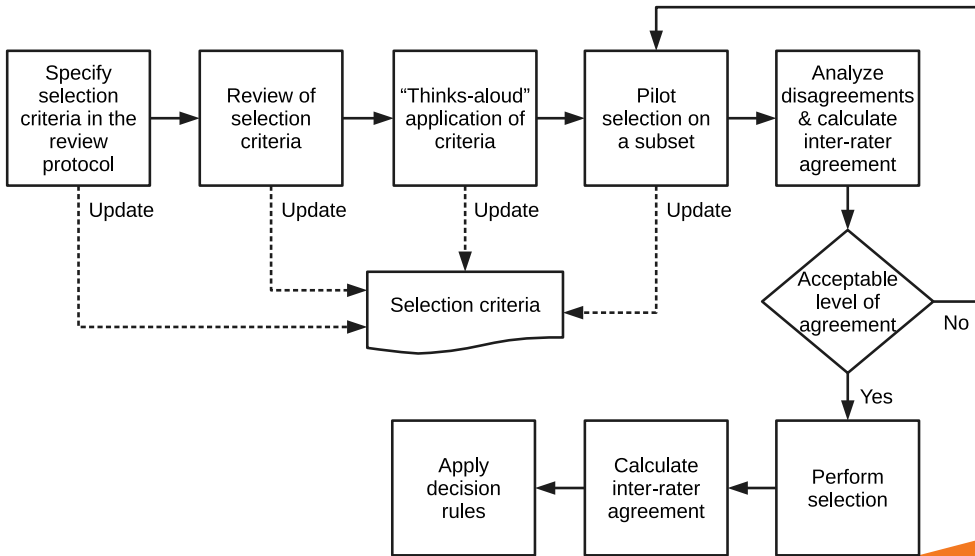 Specify
selection
criteria in the
review
protocol
Review of
selection
criteria
“Thinks-aloud”
application of
criteria
Pilot
selection on
a subset
Analyze
disagreements
& calculate
inter-rater
agreement
Update
Update
Update
Update
Selection criteria
Acceptable
level of
agreement
No
Yes
Apply
decision
rules
Calculate
inter-rater
agreement
Perform
selection